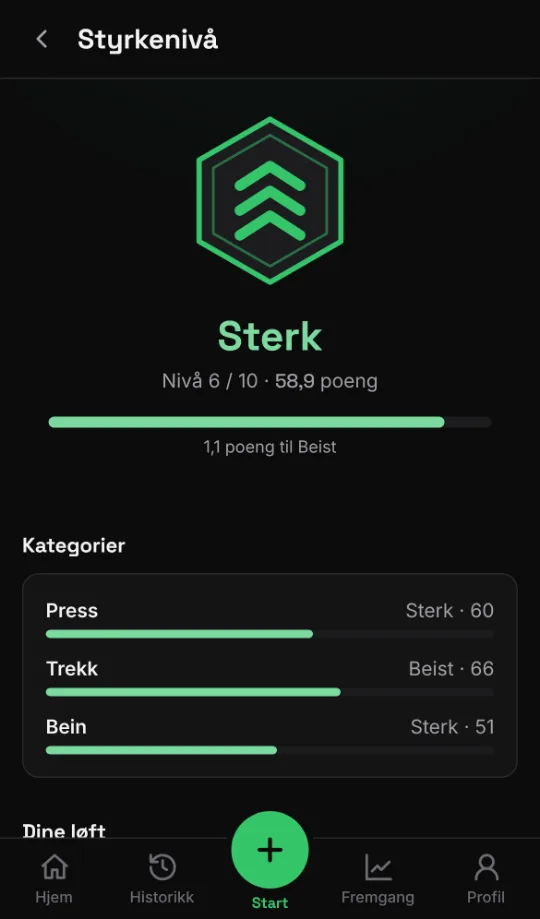 Styrkenivå
Sterk
Nivå 6 / 10 · 58,9 poeng
1,1 poeng til Beist
Kategorier
Press Sterk · 60
Trekk Beist · 66
Bein Sterk · 51
Dine løft
Hjem Historikk Start Fremgang Profil